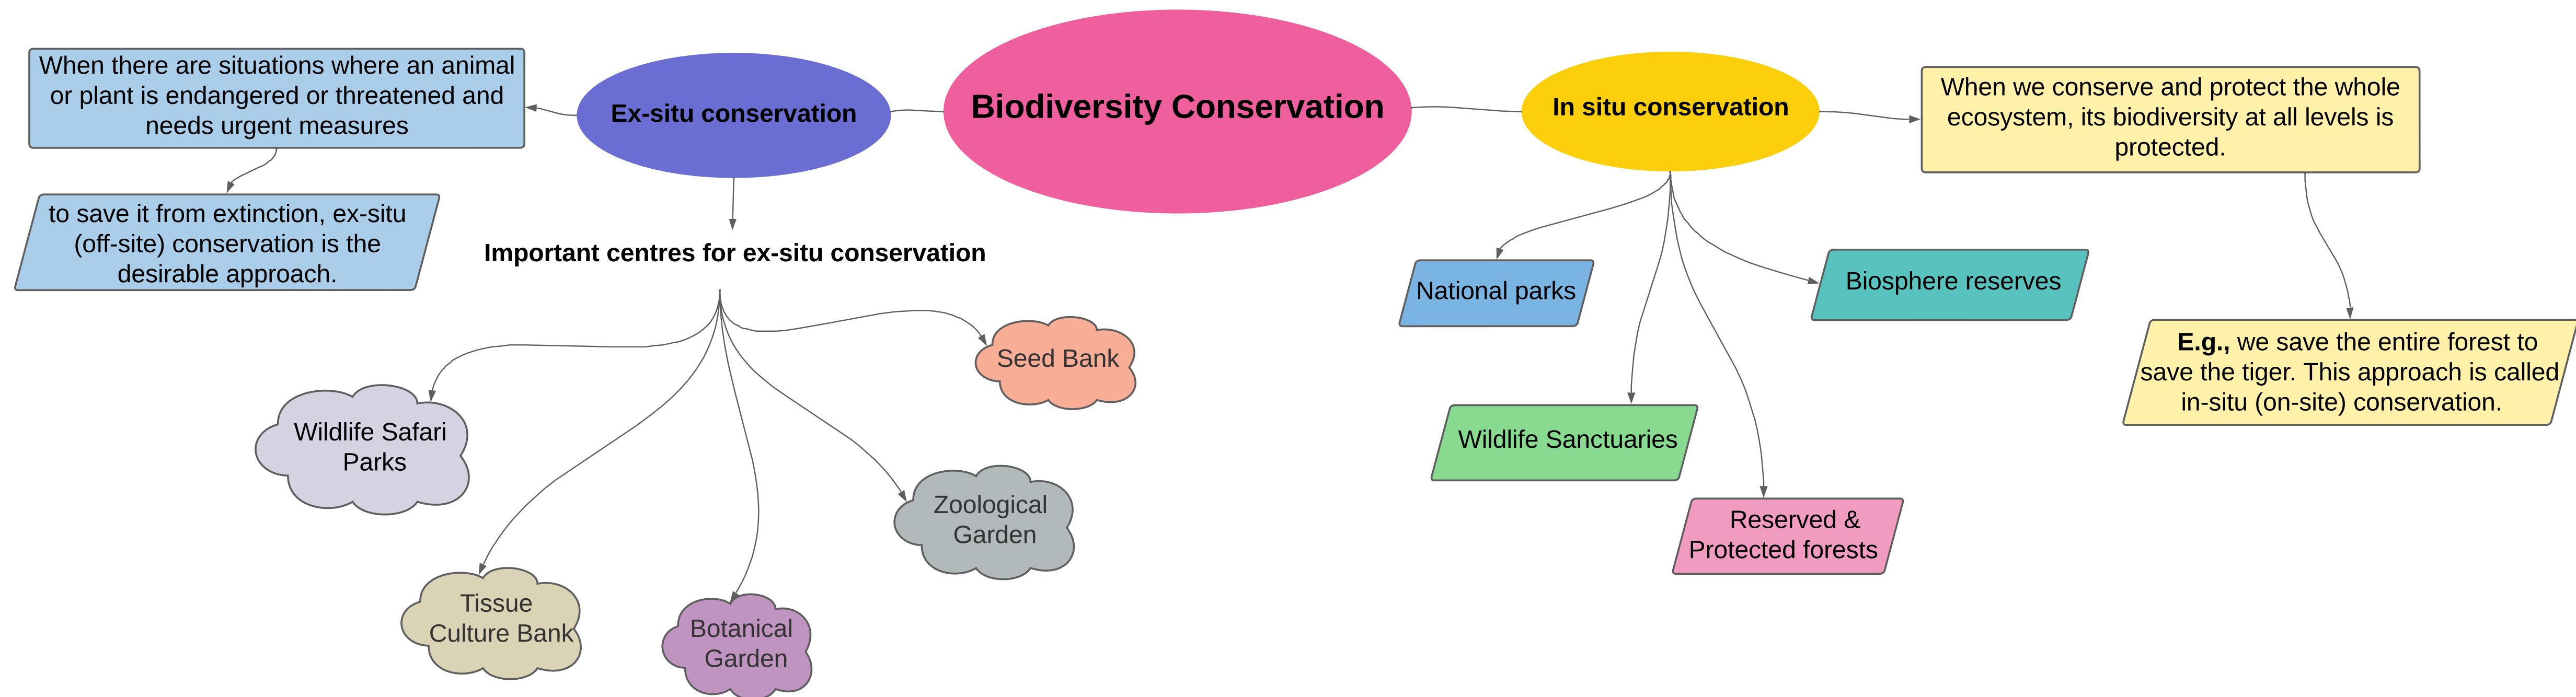 Biodiversity Conservation
Ex-situ conservation
When there are situations where an animal
or plant is endangered or threatened and
needs urgent measures
to save it from extinction, ex-situ
(off-site) conservation is the
desirable approach.
Important centres for ex-situ conservation
Wildlife Safari
Parks
Tissue
Culture Bank
Botanical
Garden
Zoological
Garden
Seed Bank
In situ conservation
When we conserve and protect the whole
ecosystem, its biodiversity at all levels is
protected.
E.g., we save the entire forest to
save the tiger. This approach is called
in-situ (on-site) conservation.
National parks
Wildlife Sanctuaries
Reserved &
Protected forests
Biosphere reserves